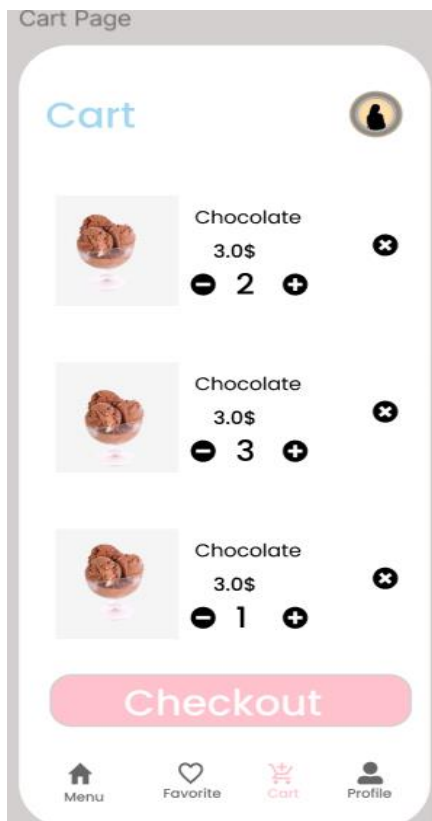 Cart Page
Cart
Chocolate
3.0$
2
Chocolate
3.0$
3
Chocolate
3.0$
1
Checkout
Menu Favorite Cart Profile